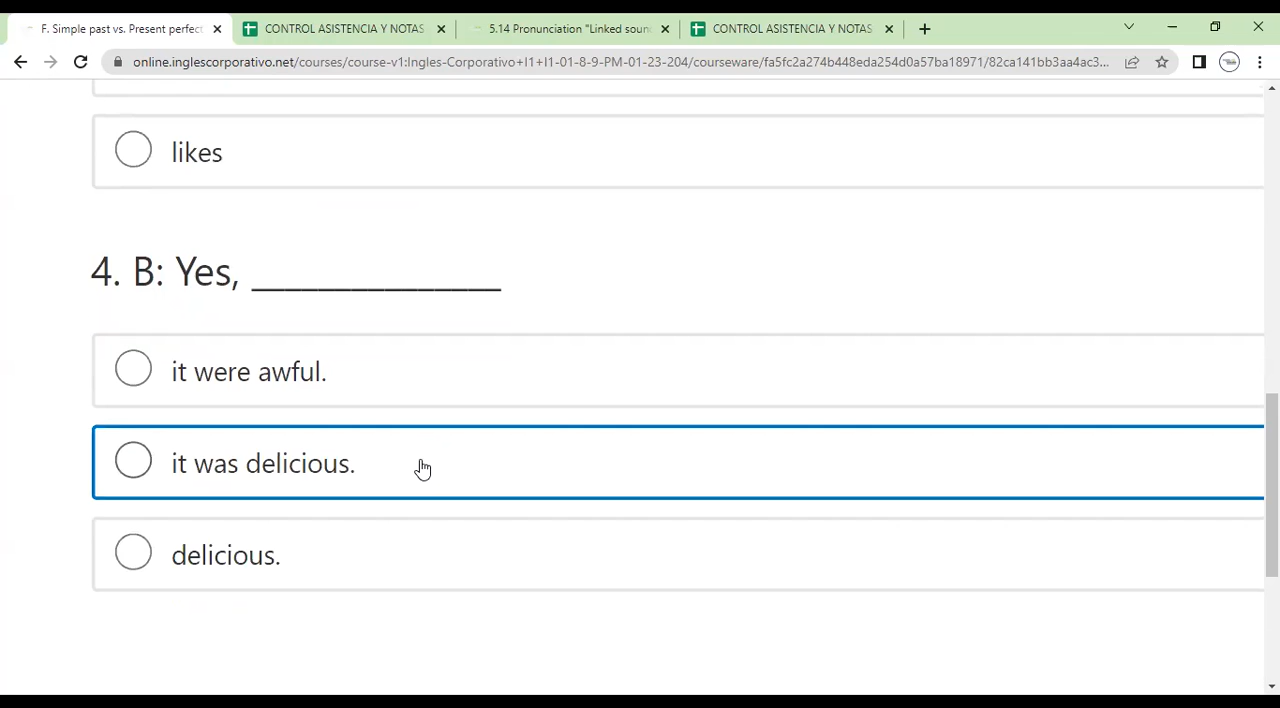 F. Simple past vs. Present perfect
CONTROL ASISTENCIA Y NOTAS
5.14 Pronunciation "Linked soun
CONTROL ASISTENCIA Y NOTAS
online.inglescorporativo.net/courses/course-v1:Ingles-Corporativo+I1+I1-01-8-9-PM-01-23-204/courseware/fa5fc2a274b448eda254d0a57ba18971/82ca141bb3aa4ac3...
likes
4. B: Yes, _______________
it were awful.
it was delicious.
delicious.